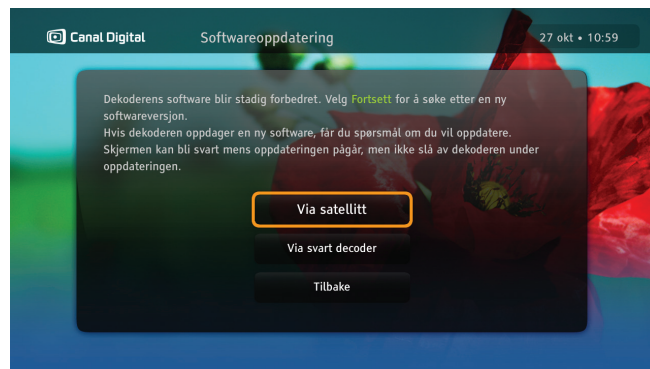 Canal Digital Softwareoppdatering 27 okt • 10:59
Dekoderens software blir stadig forbedret. Velg Fortsett for å søke etter en ny
softwareversjon.
Hvis dekoderen oppdager en ny software, får du spørsmål om du vil oppdatere.
Skjermen kan bli svart mens oppdateringen pågår, men ikke slå av dekoderen under
oppdateringen.
Via satellitt
Via svart decoder
Tilbake